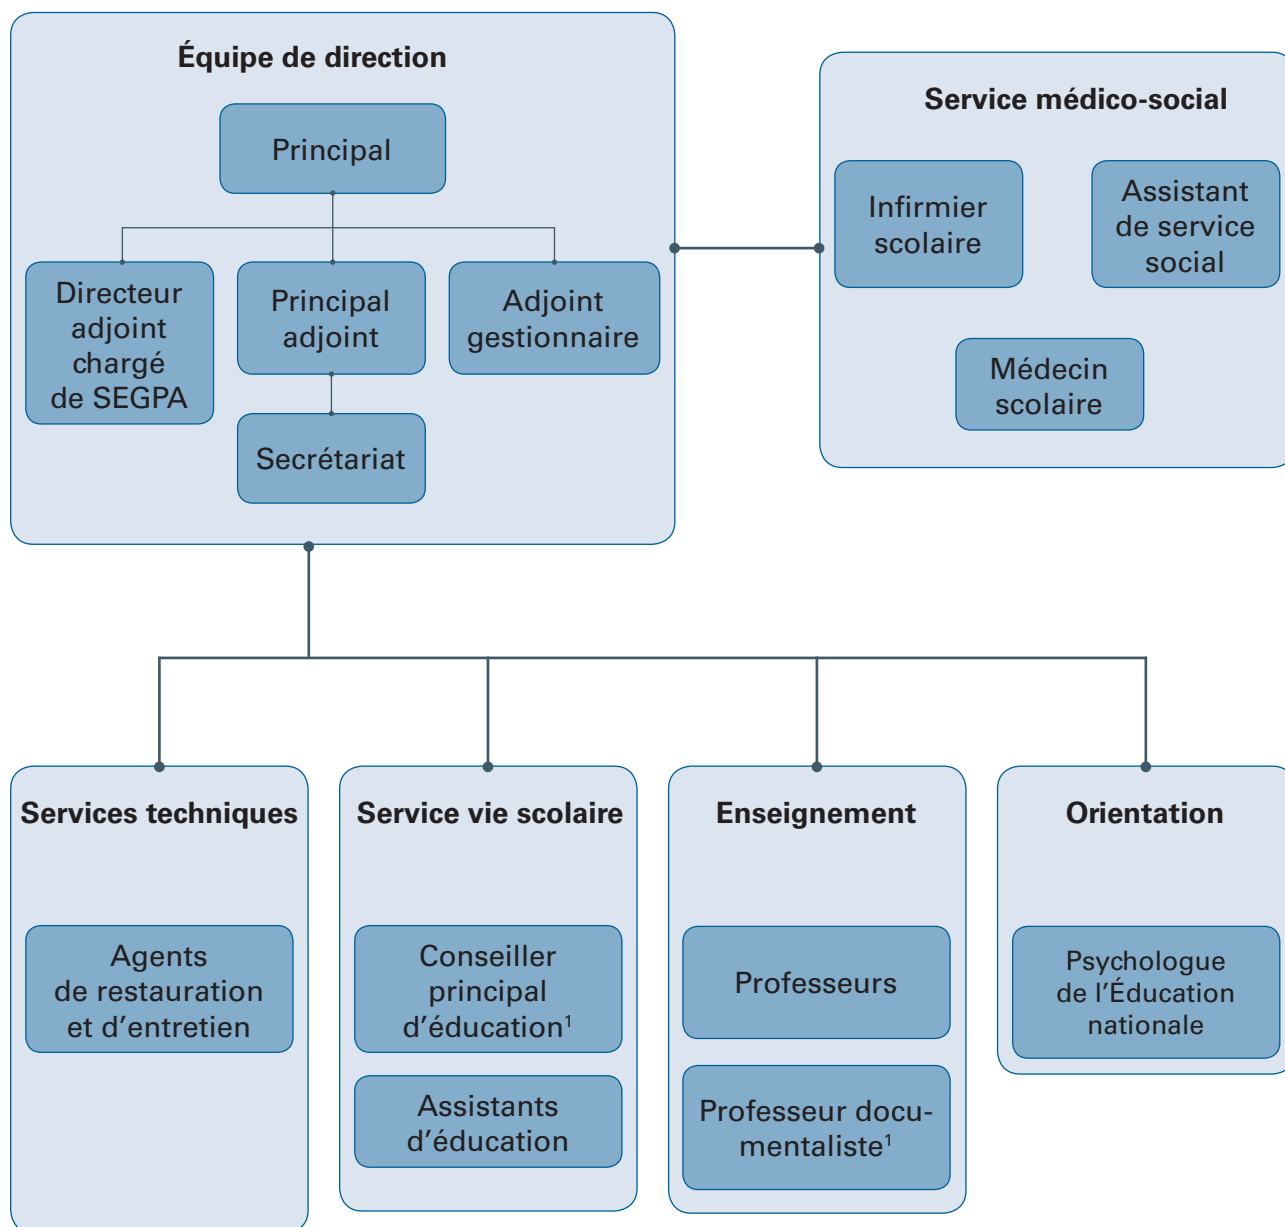 Équipe de direction
Principal
Directeur
adjoint
chargé
de SEGPA
Principal
adjoint
Adjoint
gestionnaire
Secrétariat
Service médico-social
Infirmier
scolaire
Assistant
de service
social
Médecin
scolaire
Services techniques
Agents
de restauration
et d’entretien
Service vie scolaire
Conseiller
principal
d’éducation¹
Assistants
d’éducation
Enseignement
Professeurs
Professeur docu-
mentaliste¹
Orientation
Psychologue
de l’Éducation
nationale